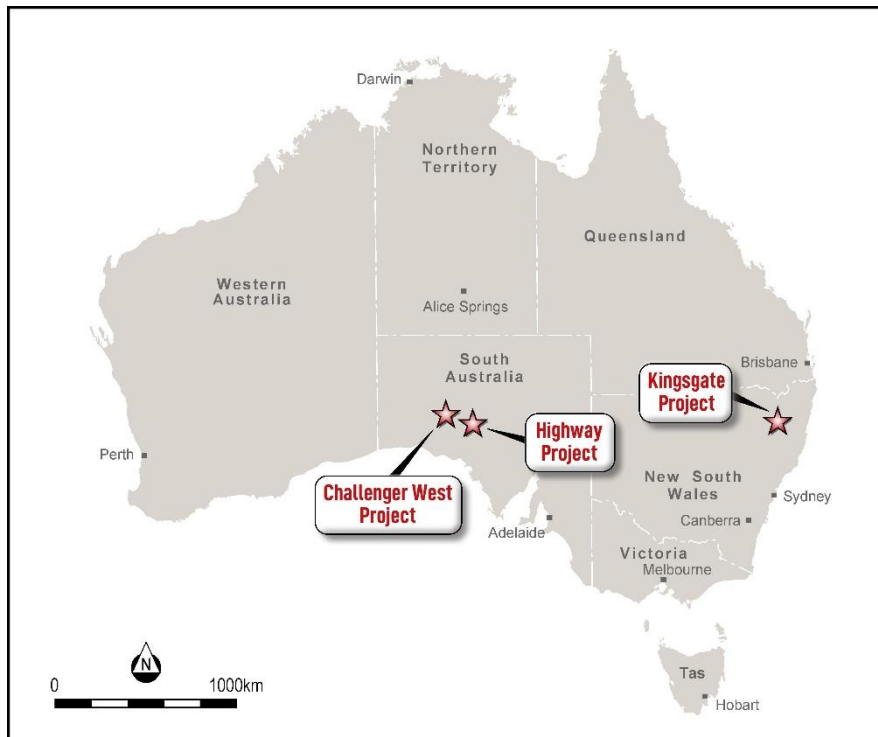 Darwin
Northern
Territory
Queensland
Western
Australia
Alice Springs
South
Australia
Brisbane
Kingsgate
Project
Highway
Project
Perth
Challenger West
Project
New South
Wales
Sydney
Canberra
Adelaide
Victoria
Melbourne
Tas
Hobart
N
0
1000km